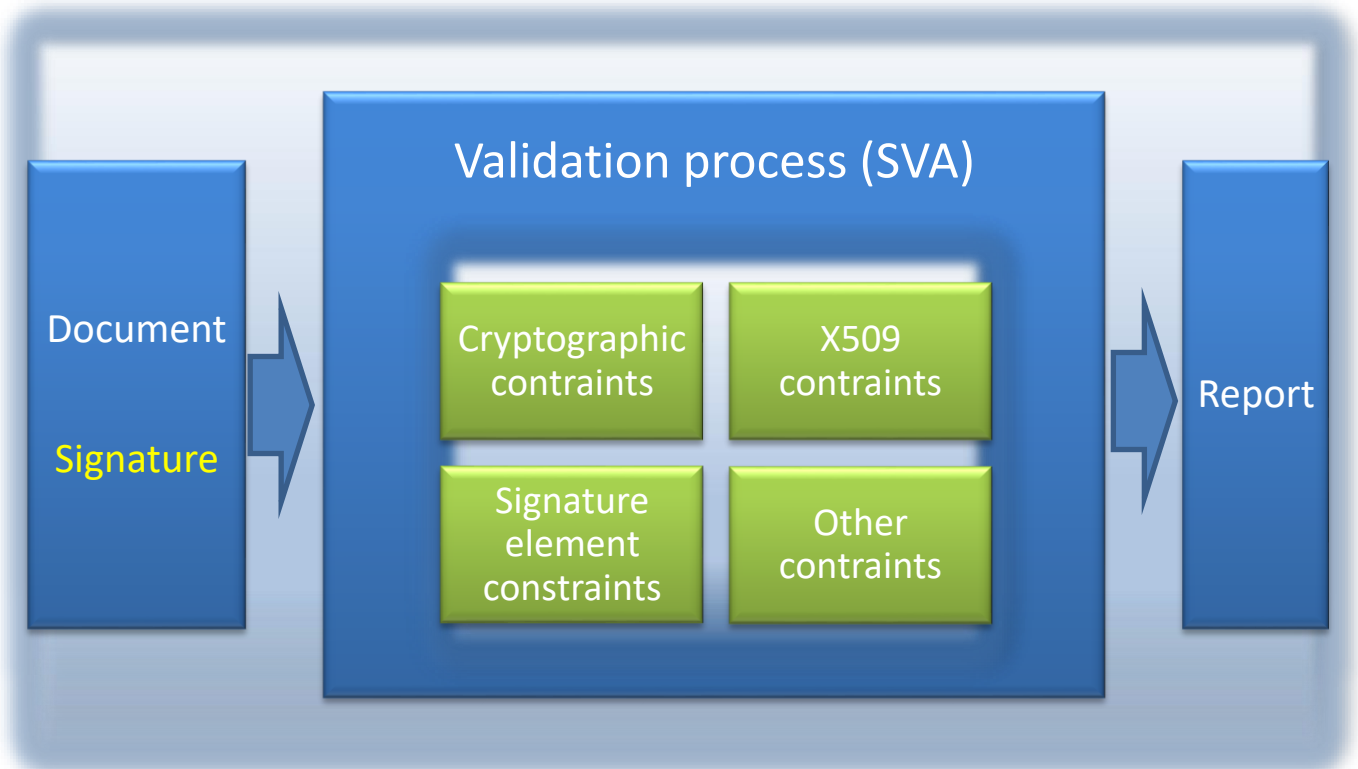 Document
Signature
Validation process (SVA)
Cryptographic
contraints
X509
contraints
Signature
element
constraints
Other
contraints
Report